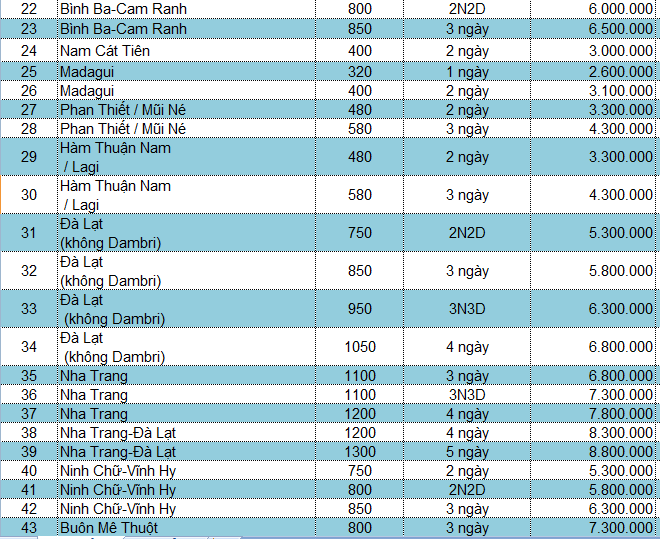 22 Bình Ba-Cam Ranh 800 2N2D 6.000.000
23 Bình Ba-Cam Ranh 850 3 ngày 6.500.000
24 Nam Cát Tiên 400 2 ngày 3.000.000
25 Madagui 320 1 ngày 2.600.000
26 Madagui 400 2 ngày 3.100.000
27 Phan Thiết / Mũi Né 480 2 ngày 3.300.000
28 Phan Thiết / Mũi Né 580 3 ngày 4.300.000
29 Hàm Thuận Nam 480 2 ngày 3.300.000
/ Lagi
30 Hàm Thuận Nam 580 3 ngày 4.300.000
/ Lagi
31 Đà Lạt 750 2N2D 5.300.000
(không Dambri)
32 Đà Lạt 850 3 ngày 5.800.000
(không Dambri)
33 Đà Lạt 950 3N3D 6.300.000
(không Dambri)
34 Đà Lạt 1050 4 ngày 6.800.000
(không Dambri)
35 Nha Trang 1100 3 ngày 6.800.000
36 Nha Trang 1100 3N3D 7.300.000
37 Nha Trang 1200 4 ngày 7.800.000
38 Nha Trang-Đà Lạt 1200 4 ngày 8.300.000
39 Nha Trang-Đà Lạt 1300 5 ngày 8.800.000
40 Ninh Chữ-Vĩnh Hy 750 2 ngày 5.300.000
41 Ninh Chữ-Vĩnh Hy 800 2N2D 5.800.000
42 Ninh Chữ-Vĩnh Hy 850 3 ngày 6.300.000
43 Buôn Mê Thuột 800 3 ngày 7.300.000